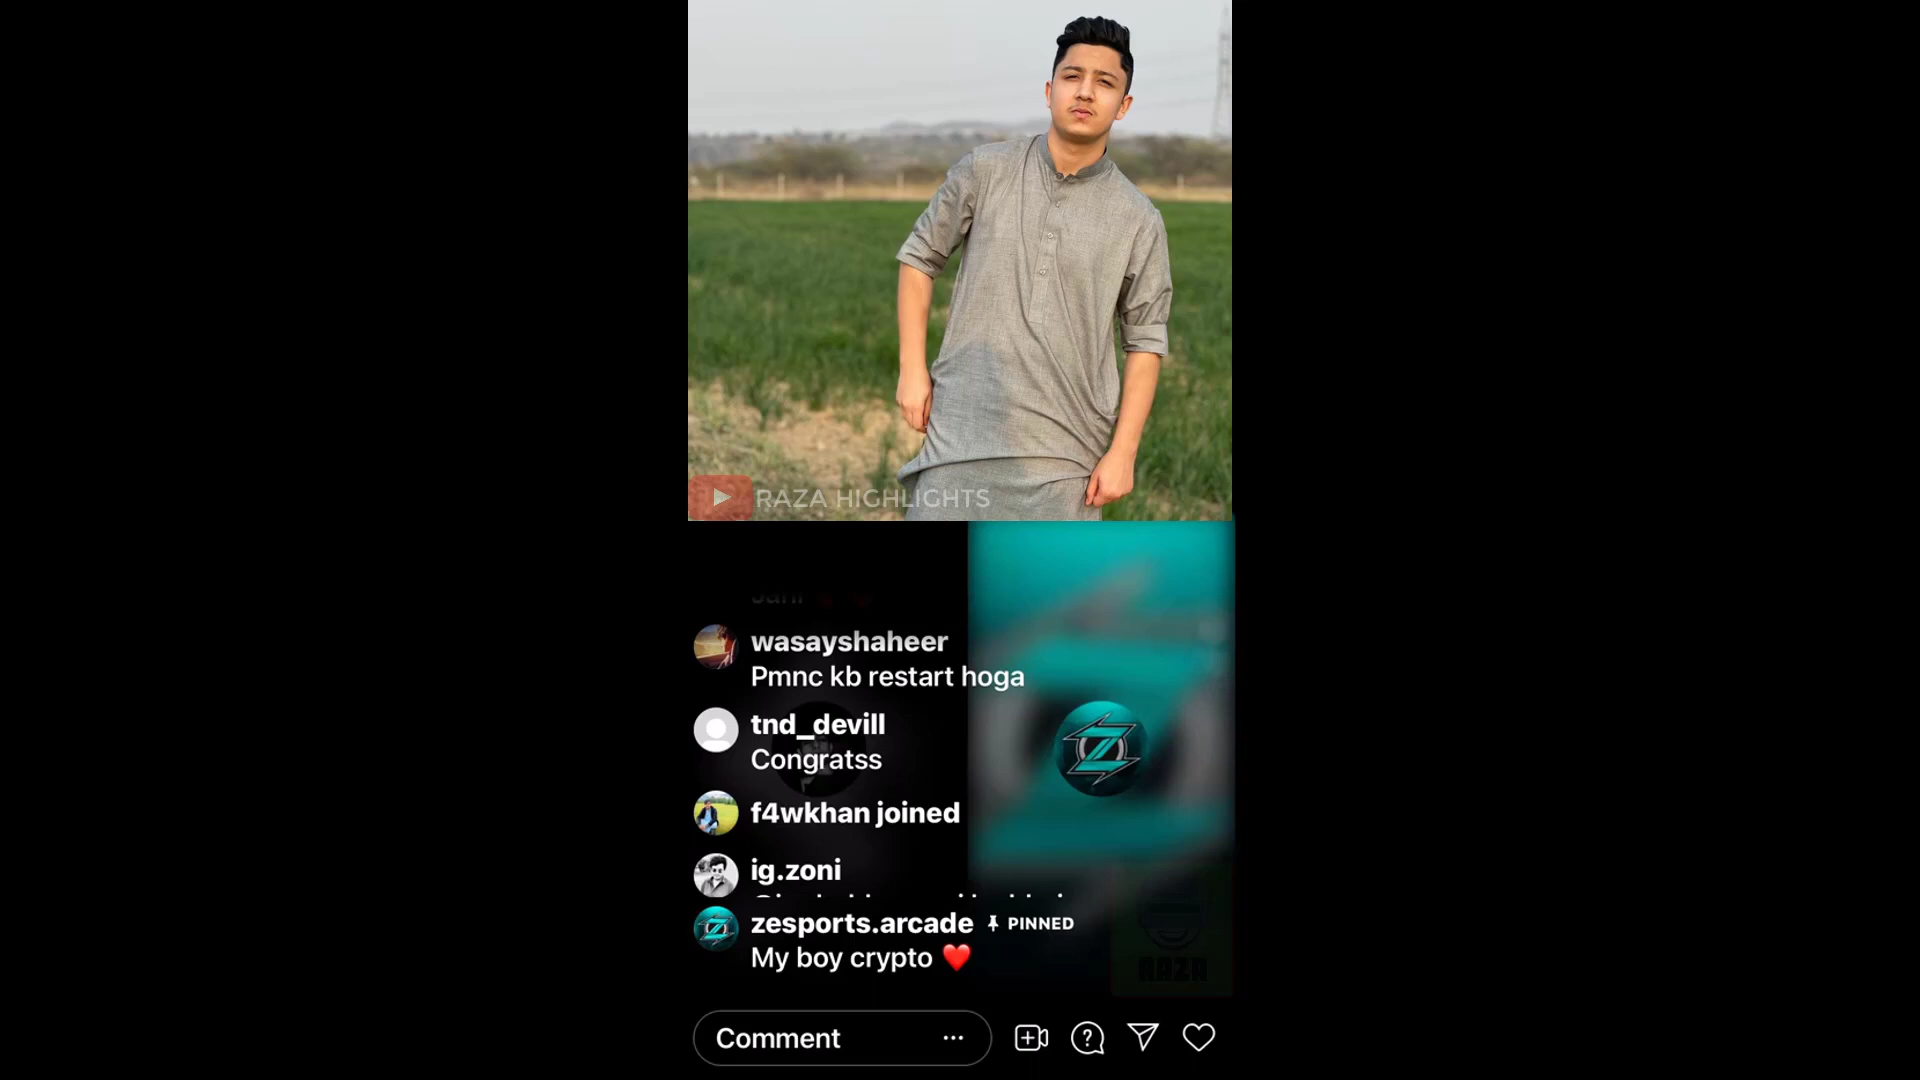 RAZA HIGHLIGHTS
wasayshaheer
Pmnc kb restart hoga
tnd_devill
Congratss
f4wkhan joined
ig.zoni
zesports.arcade PINNED
My boy crypto ❤️
RAZA
Comment ...